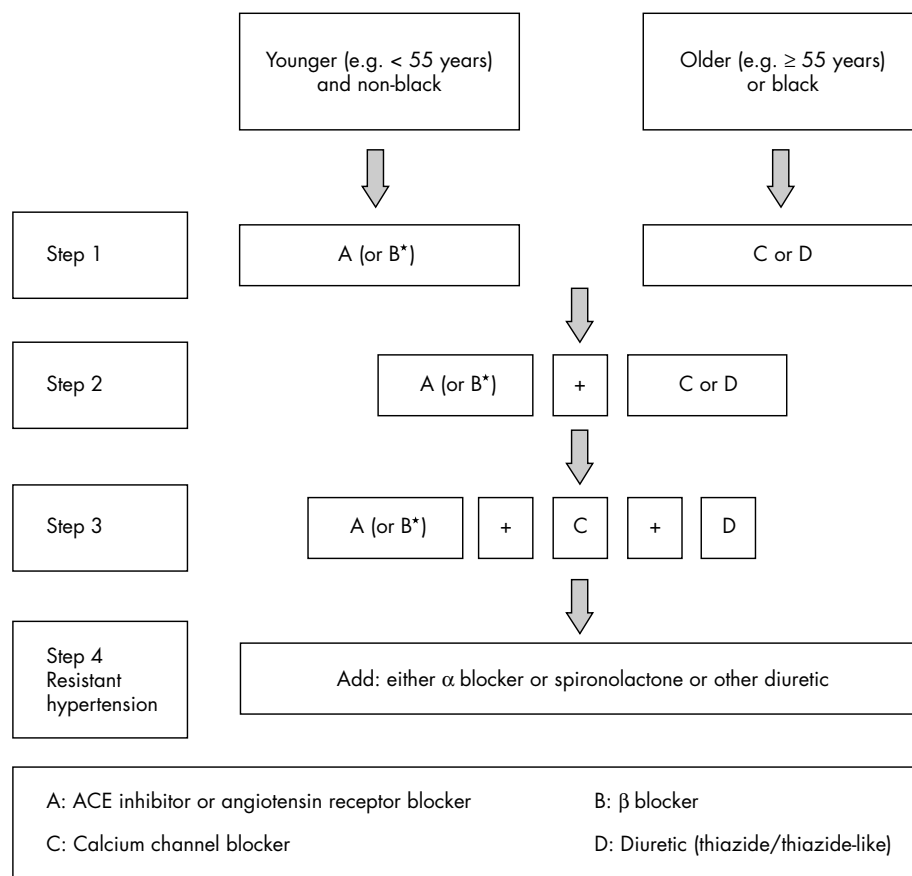 Younger (e.g. < 55 years)
and non-black
Older (e.g. ≥ 55 years)
or black
Step 1
A (or B*)
C or D
Step 2
A (or B*)
+
C or D
Step 3
A (or B*)
+
C
+
D
Step 4
Resistant
hypertension
Add: either α blocker or spironolactone or other diuretic
A: ACE inhibitor or angiotensin receptor blocker
B: β blocker
C: Calcium channel blocker
D: Diuretic (thiazide/thiazide-like)